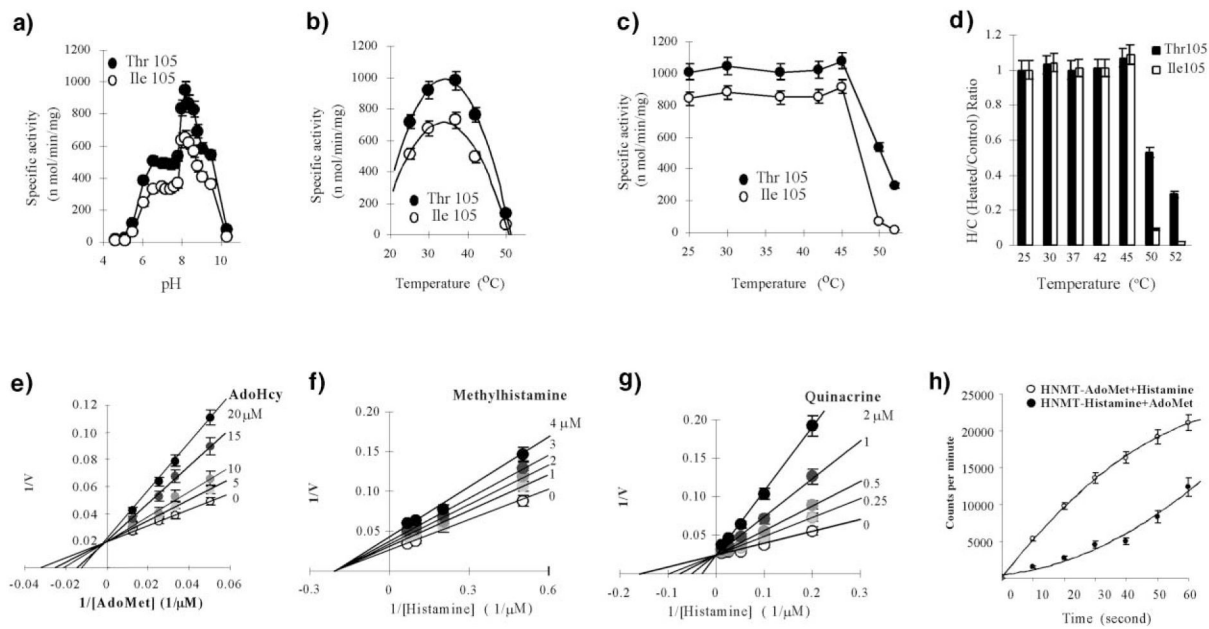 a)
Thr 105
Ile 105
1200
1000
800
600
400
200
0
Specific activity
(n mol/min/mg)
4 6 8 10
pH
b)
1200
1000
800
600
400
200
0
Specific activity
(n mol/min/mg)
Thr 105
Ile 105
20 30 40 50
Temperature (OC)
c)
1200
1000
800
600
400
200
0
Specific activity
(n mol/min/mg)
Thr 105
Ile 105
25 30 35 40 45 50
Temperature (OC)
d)
Thr105
Ile105
1.2
1
0.8
0.6
0.4
0.2
0
H/C (Heated/Control) Ratio
25 30 37 42 45 50 52
Temperature (°C)
e)
AdoHcy
20 µM
15
10
5
0
0.12
0.10
0.08
0.06
0.04
0.02
1/V
-0.04 -0.02 0 0.02 0.04 0.06
1/[AdoMet] (1/µM)
f)
Methylhistamine
4 µM
3
2
1
0
0.20
0.15
0.10
0.05
1/V
-0.3 0 0.3 0.6
1/[Histamine] ( 1/µM)
g)
Quinacrine
2 µM
1
0.5
0.25
0
0.20
0.15
0.10
0.05
0.00
1/V
-0.2 -0.1 0 0.1 0.2 0.3
1/[Histamine] ( 1/µM)
h)
HNMT-AdoMet+Histamine
HNMT-Histamine+AdoMet
25000
20000
15000
10000
5000
Counts per minute
0 10 20 30 40 50 60
Time (second)